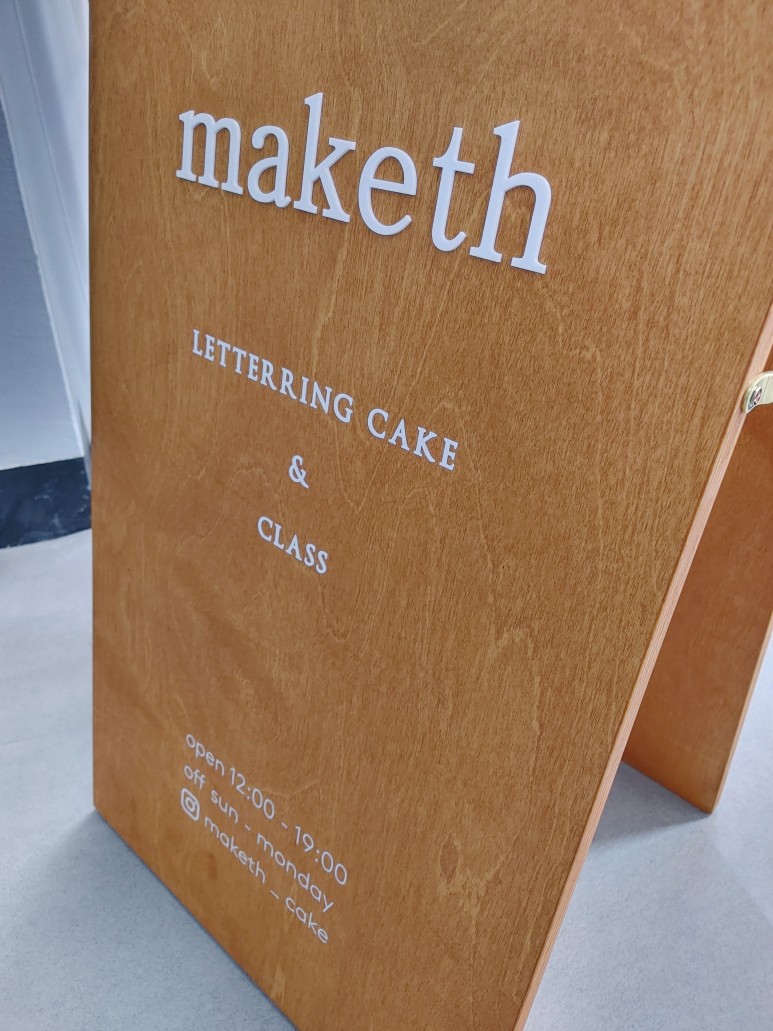 maketh
LETTERRING CAKE
&
CLASS
open 12:00 - 19:00
off sun - monday
maketh _ cake